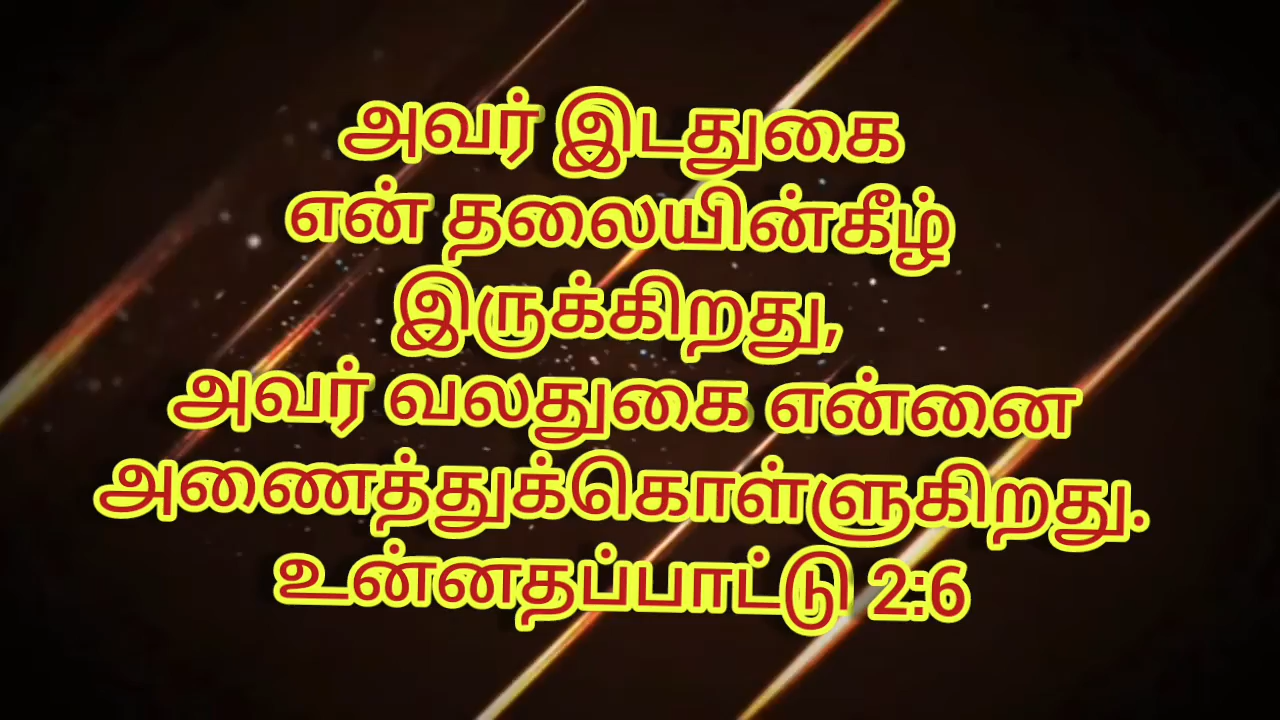 அவர் இடதுகை
என் தலையின்கீழ்
இருக்கிறது,
அவர் வலதுகை என்னை
அணைத்துக்கொள்ளுகிறது.
உன்னதப்பாட்டு 2:6